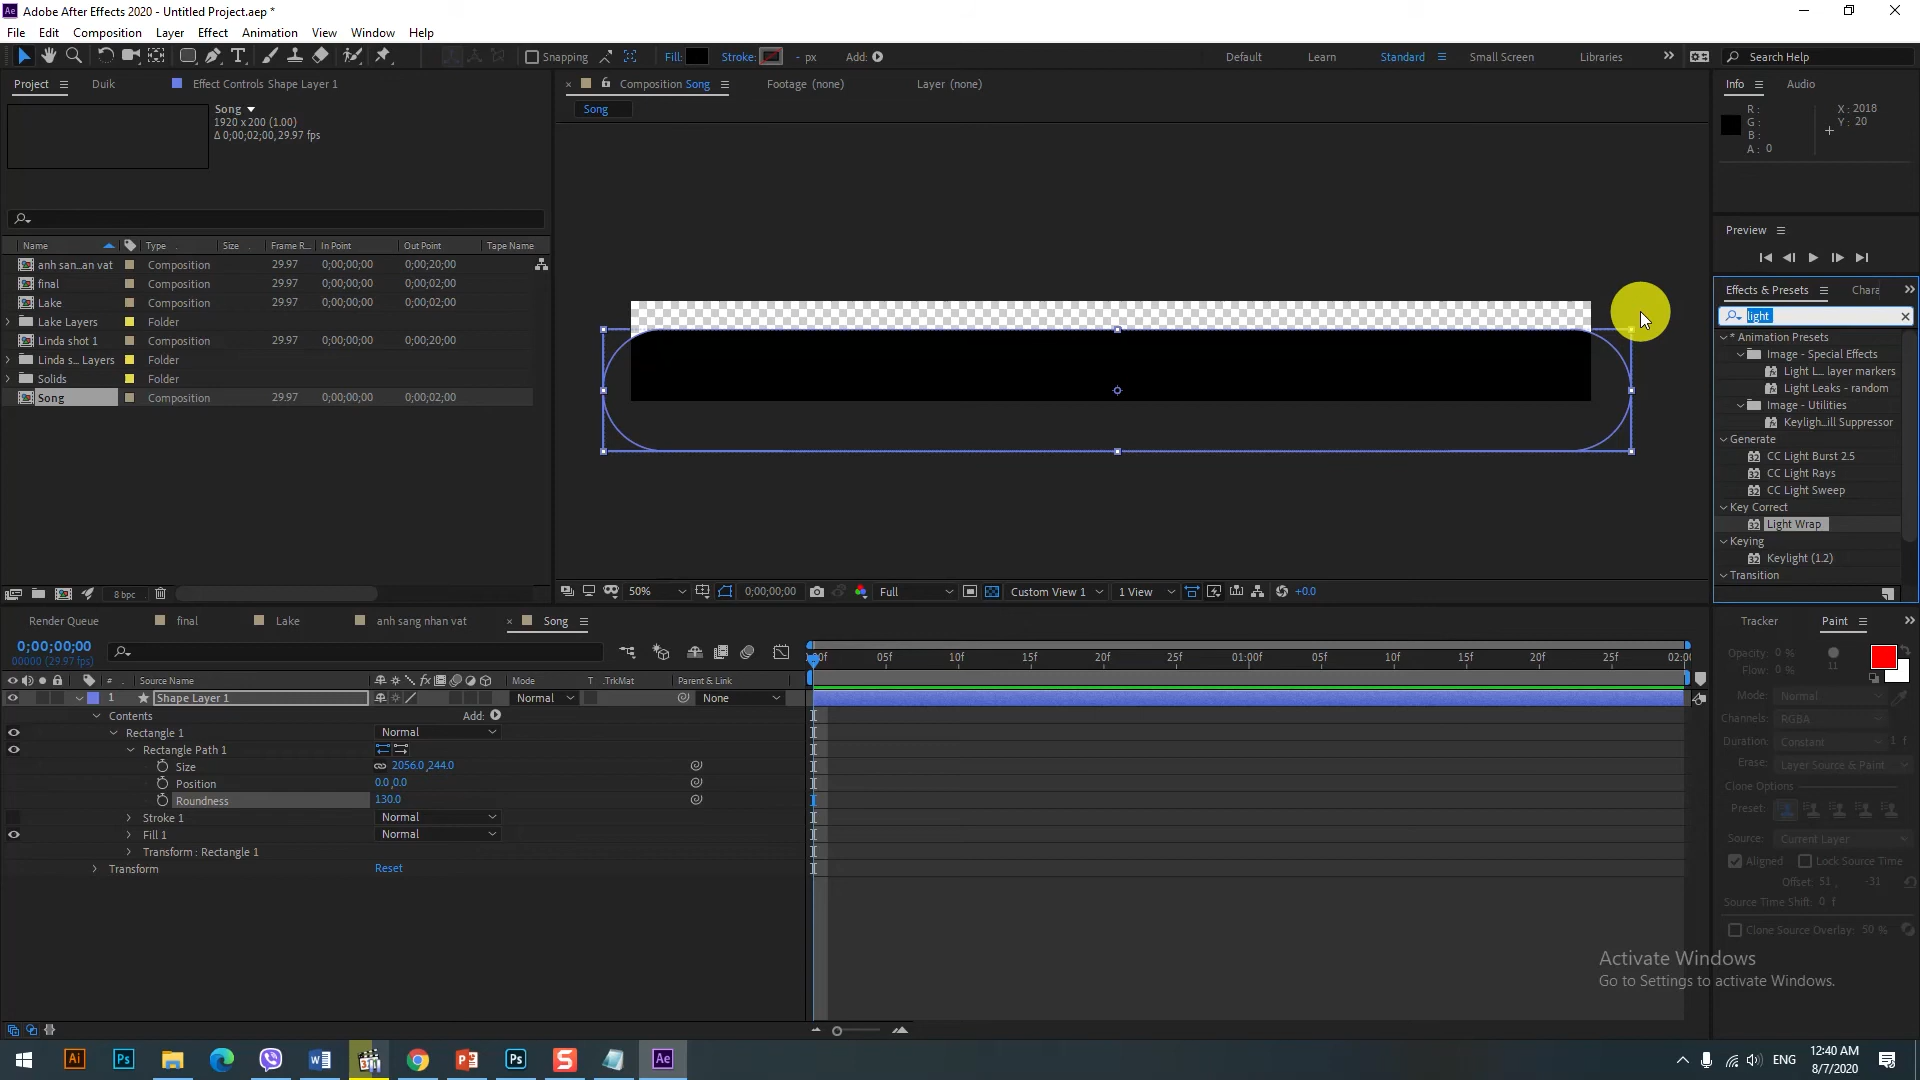 Adobe After Effects 2020 - Untitled Project.aep *
File Edit Composition Layer Effect Animation View Window Help
Snapping Fill: Stroke: - px Add: Default Learn Standard Small Screen Libraries Search Help
Project Duik Effect Controls Shape Layer 1
Composition Song Footage (none) Layer (none)
Info Audio
Song
1920 x 200 (1.00)
Δ 0;00;02;00, 29.97 fps
Song
R:
G:
B:
A: 0
X: 2018
Y: 20
Preview
Effects & Presets Chara
light
* Animation Presets
Image - Special Effects
Light L... layer markers
Light Leaks - random
Image - Utilities
Keyligh...ill Suppressor
Generate
CC Light Burst 2.5
CC Light Rays
CC Light Sweep
Key Correct
Light Wrap
Keying
Keylight (1.2)
Transition
Name Type Size Frame R... In Point Out Point Tape Name
anh san...an vat Composition 29.97 0;00;00;00 0;00;20;00
final Composition 29.97 0;00;00;00 0;00;02;00
Lake Composition 29.97 0;00;00;00 0;00;02;00
Lake Layers Folder
Linda shot 1 Composition 29.97 0;00;00;00 0;00;20;00
Linda s... Layers Folder
Solids Folder
Song Composition 29.97 0;00;00;00 0;00;02;00
8 bpc
50% 0;00;00;00 Full Custom View 1 1 View +0.0
Render Queue final Lake anh sang nhan vat Song
0;00;00;00
00000 (29.97 fps)
:00f 05f 10f 15f 20f 25f 01:00f 05f 10f 15f 20f 25f 02:00
# Source Name Mode T .TrkMat Parent & Link
1 Shape Layer 1 Normal None
Contents Add:
Rectangle 1 Normal
Rectangle Path 1
Size 2056.0,244.0
Position 0.0,0.0
Roundness 130.0
Stroke 1 Normal
Fill 1 Normal
Transform : Rectangle 1
Transform Reset
Tracker Paint
Opacity: 0 %
Flow: 0 %
11
Mode: Normal
Channels: RGBA
Duration: Constant 1 f
Erase: Layer Source & Paint
Clone Options
Preset:
Source: Current Layer
Aligned Lock Source Time
Offset: 51 , -31
Source Time Shift: 0 f
Clone Source Overlay: 50 %
Activate Windows
Go to Settings to activate Windows.
Ai Ps Ps Ae
ENG
12:40 AM
8/7/2020